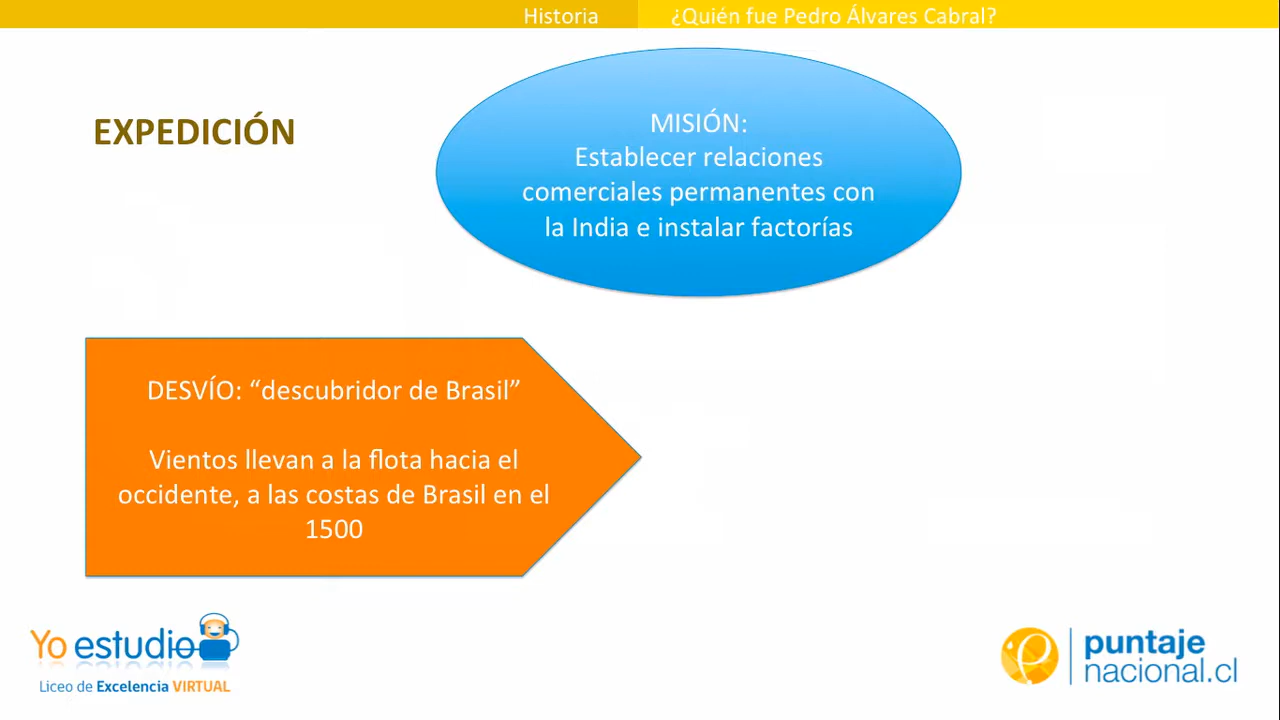 Historia
¿Quién fue Pedro Álvares Cabral?
EXPEDICIÓN
MISIÓN:
Establecer relaciones
comerciales permanentes con
la India e instalar factorías
DESVÍO: “descubridor de Brasil”
Vientos llevan a la flota hacia el
occidente, a las costas de Brasil en el
1500
Yo estudio
Liceo de Excelencia VIRTUAL
puntaje
nacional.cl